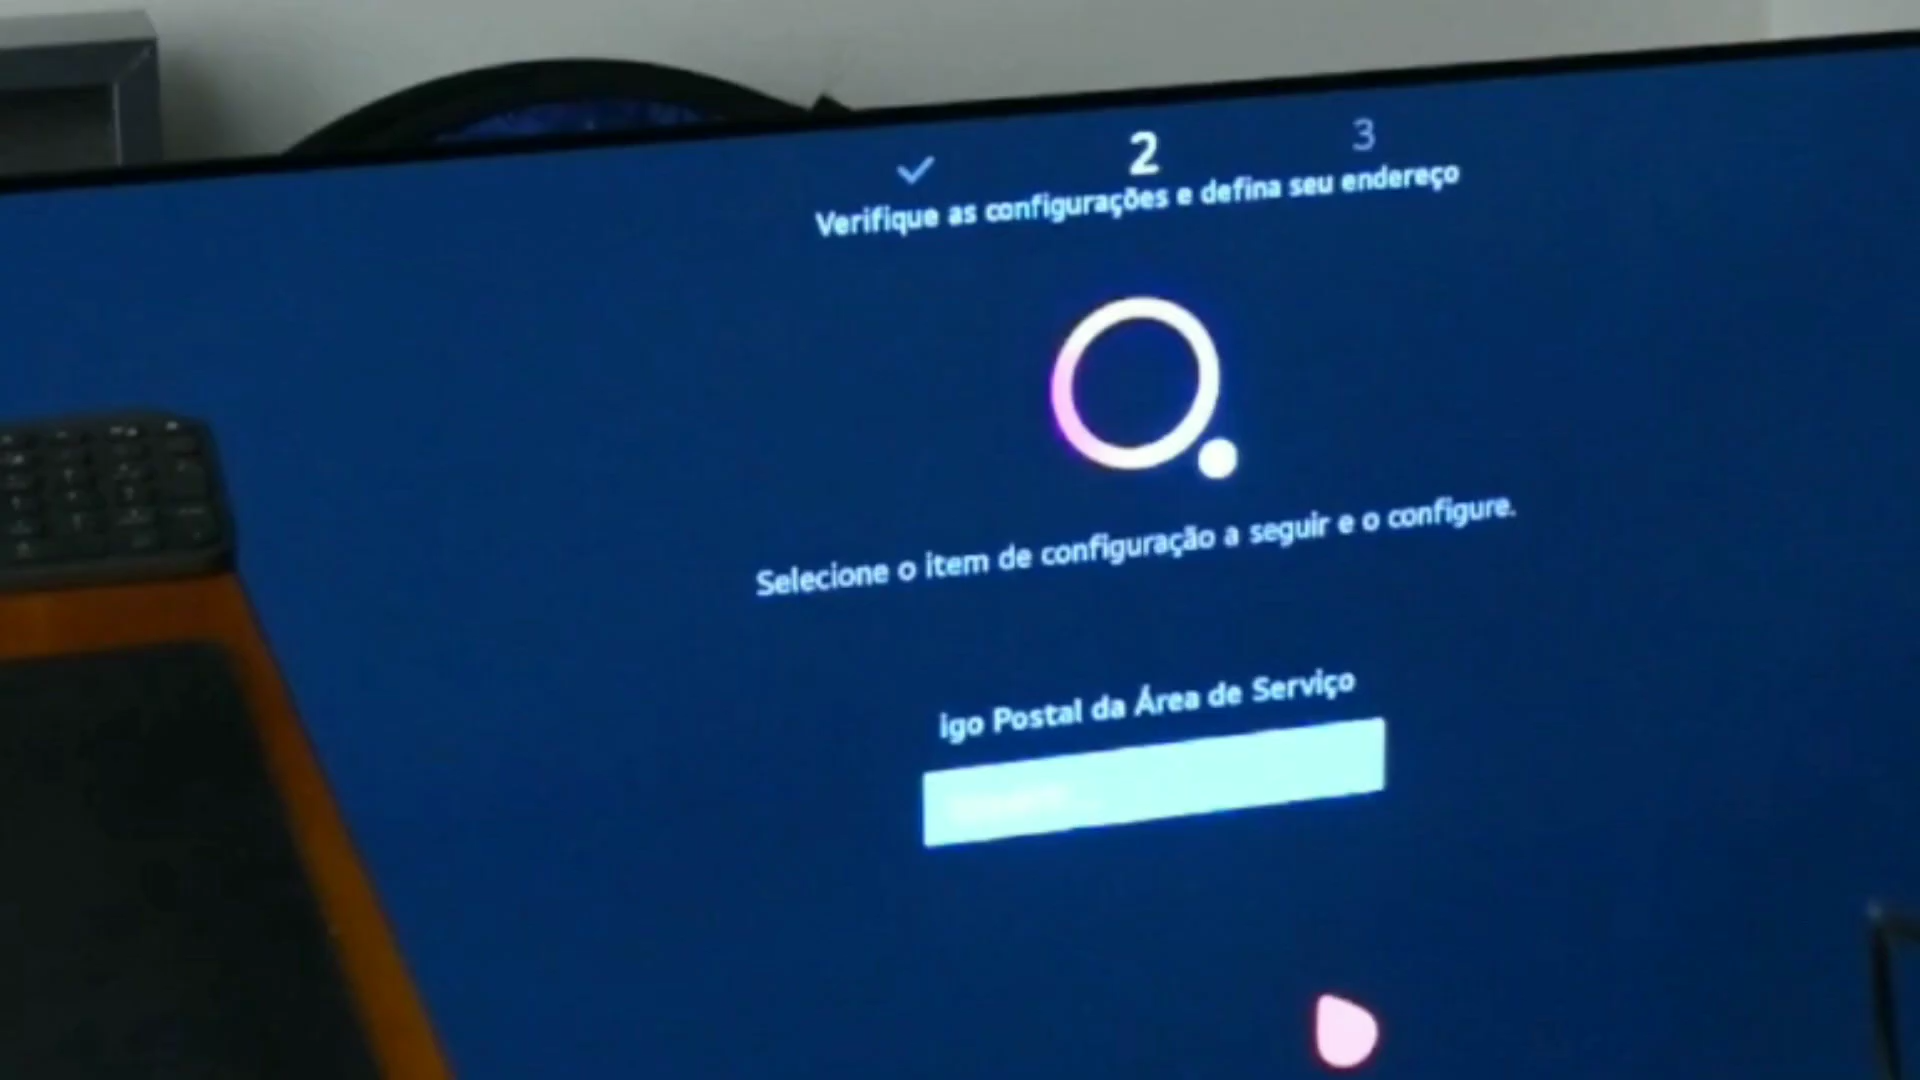 2
3
Verifique as configurações e defina seu endereço
Selecione o item de configuração a seguir e o configure.
igo Postal da Área de Serviço